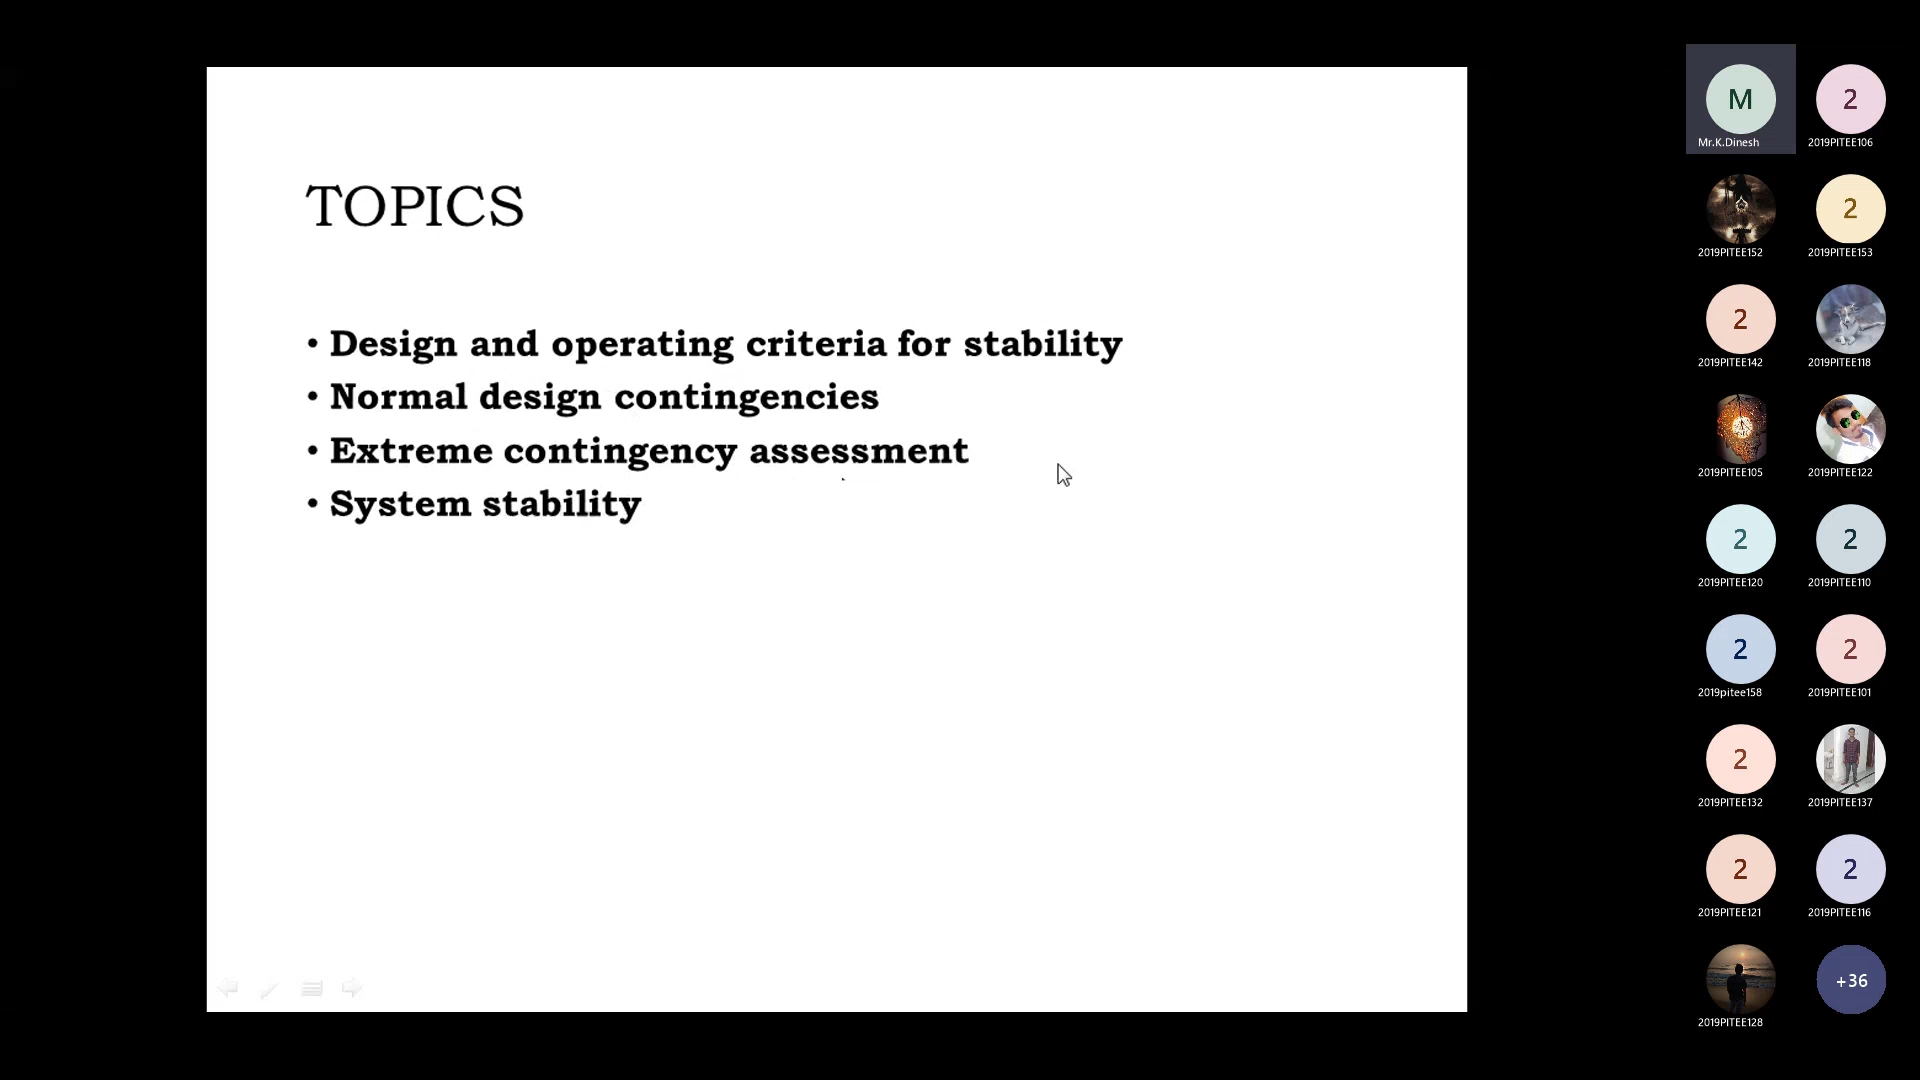 TOPICS
• Design and operating criteria for stability
• Normal design contingencies
• Extreme contingency assessment
• System stability
M
Mr.K.Dinesh
2
2019PITEE106
2019PITEE152
2
2019PITEE153
2
2019PITEE142
2019PITEE118
2019PITEE105
2019PITEE122
2
2019PITEE120
2
2019PITEE110
2
2019pitee158
2
2019PITEE101
2
2019PITEE132
2019PITEE137
2
2019PITEE121
2
2019PITEE116
2019PITEE128
+36